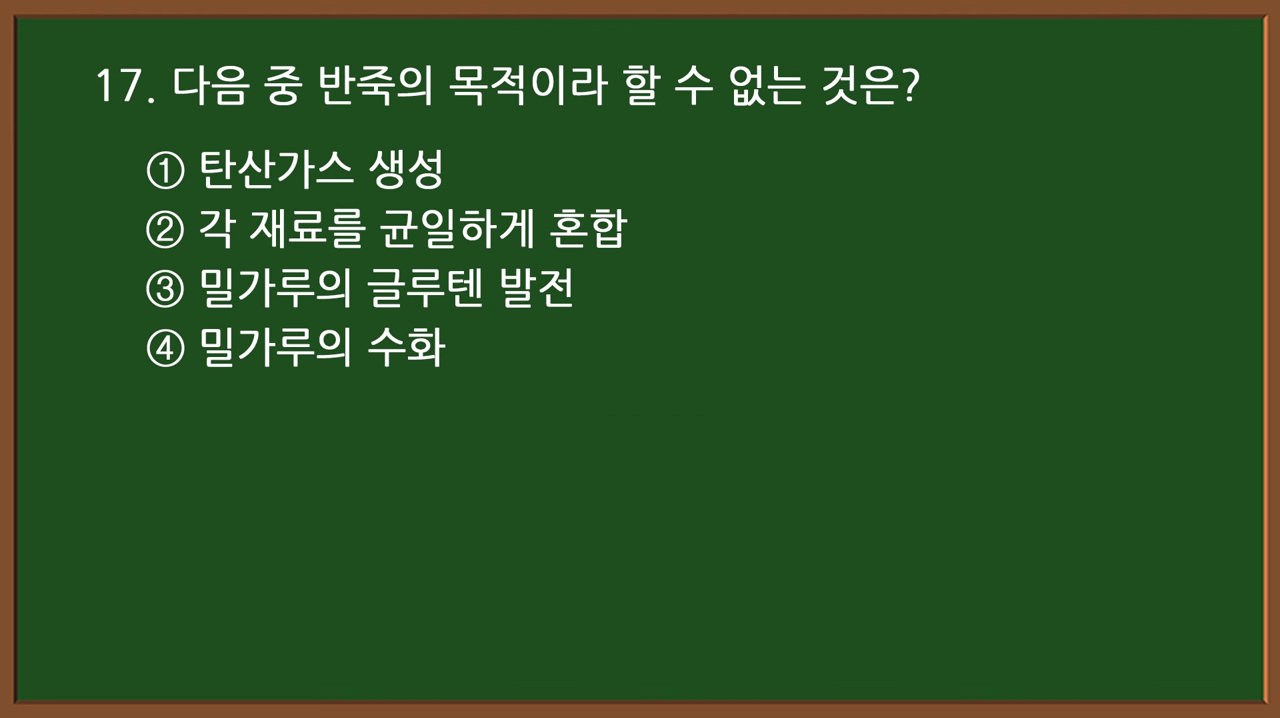 17. 다음 중 반죽의 목적이라 할 수 없는 것은?
① 탄산가스 생성
② 각 재료를 균일하게 혼합
③ 밀가루의 글루텐 발전
④ 밀가루의 수화